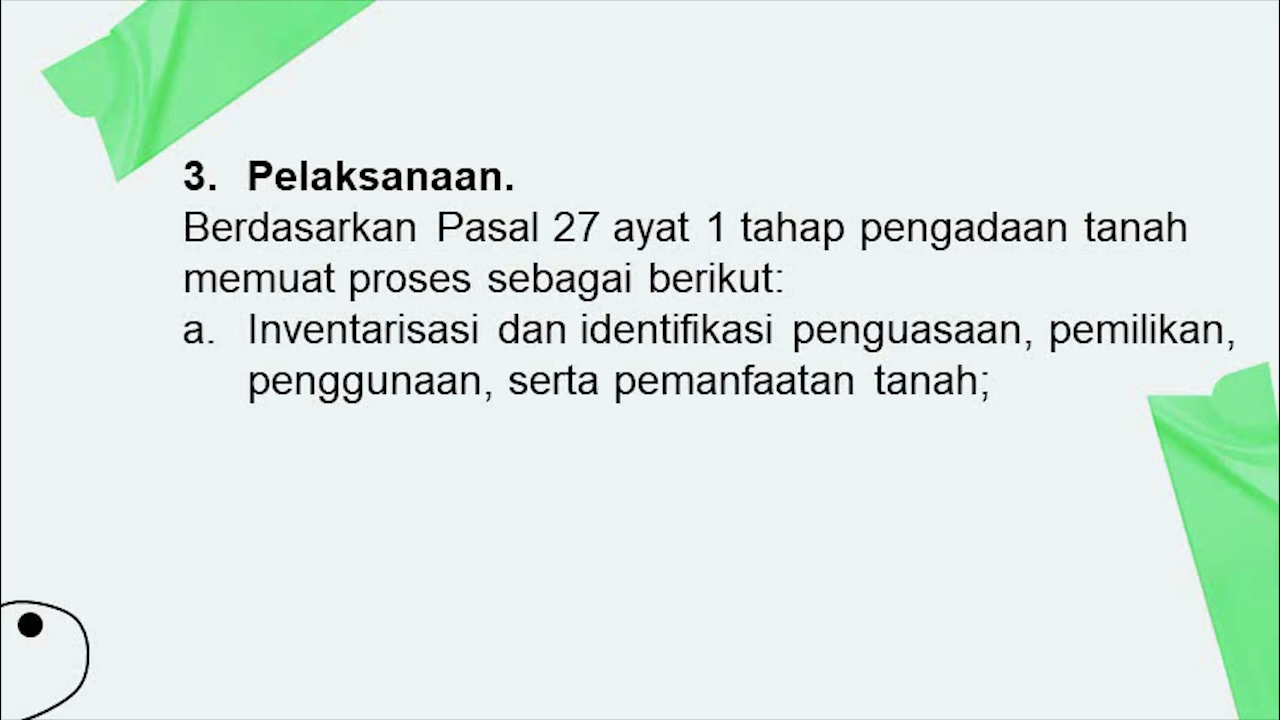 3. Pelaksanaan.
Berdasarkan Pasal 27 ayat 1 tahap pengadaan tanah
memuat proses sebagai berikut:
a. Inventarisasi dan identifikasi penguasaan, pemilikan,
penggunaan, serta pemanfaatan tanah;